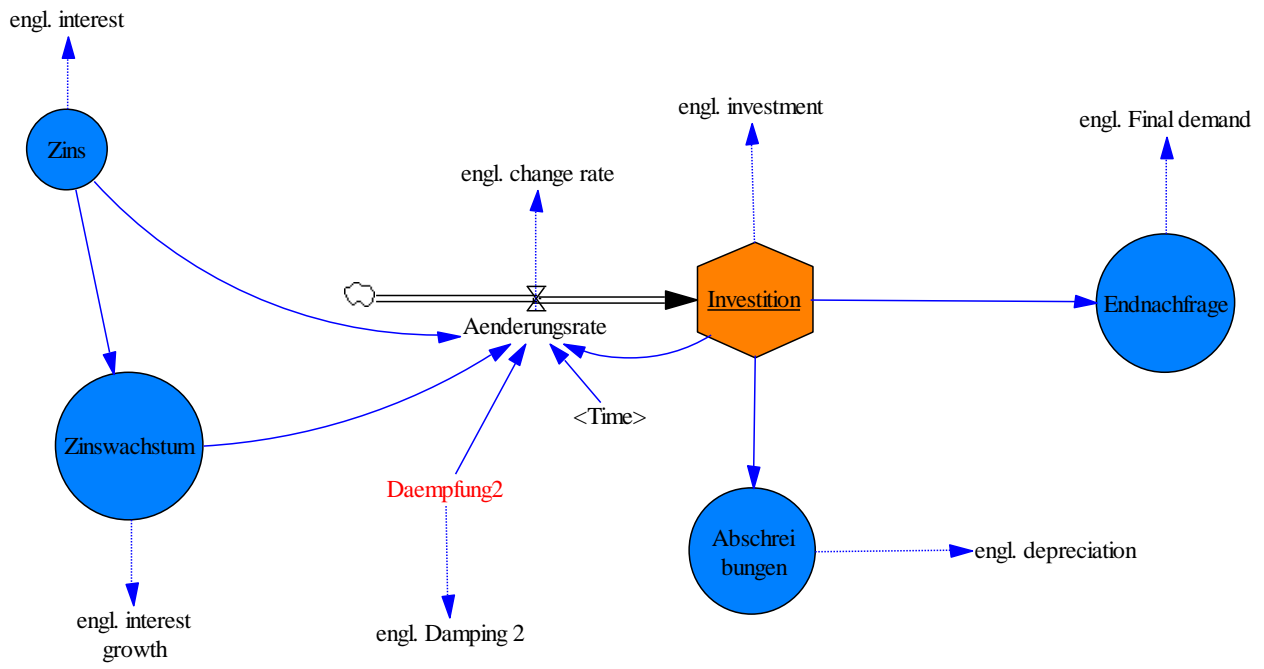 engl. interest
engl. investment
engl. Final demand
Zins
engl. change rate
Investition
Endnachfrage
Aenderungsrate
<Time>
Zinswachstum
Daempfung2
Abschrei
bungen
engl. depreciation
engl. interest
growth
engl. Damping 2